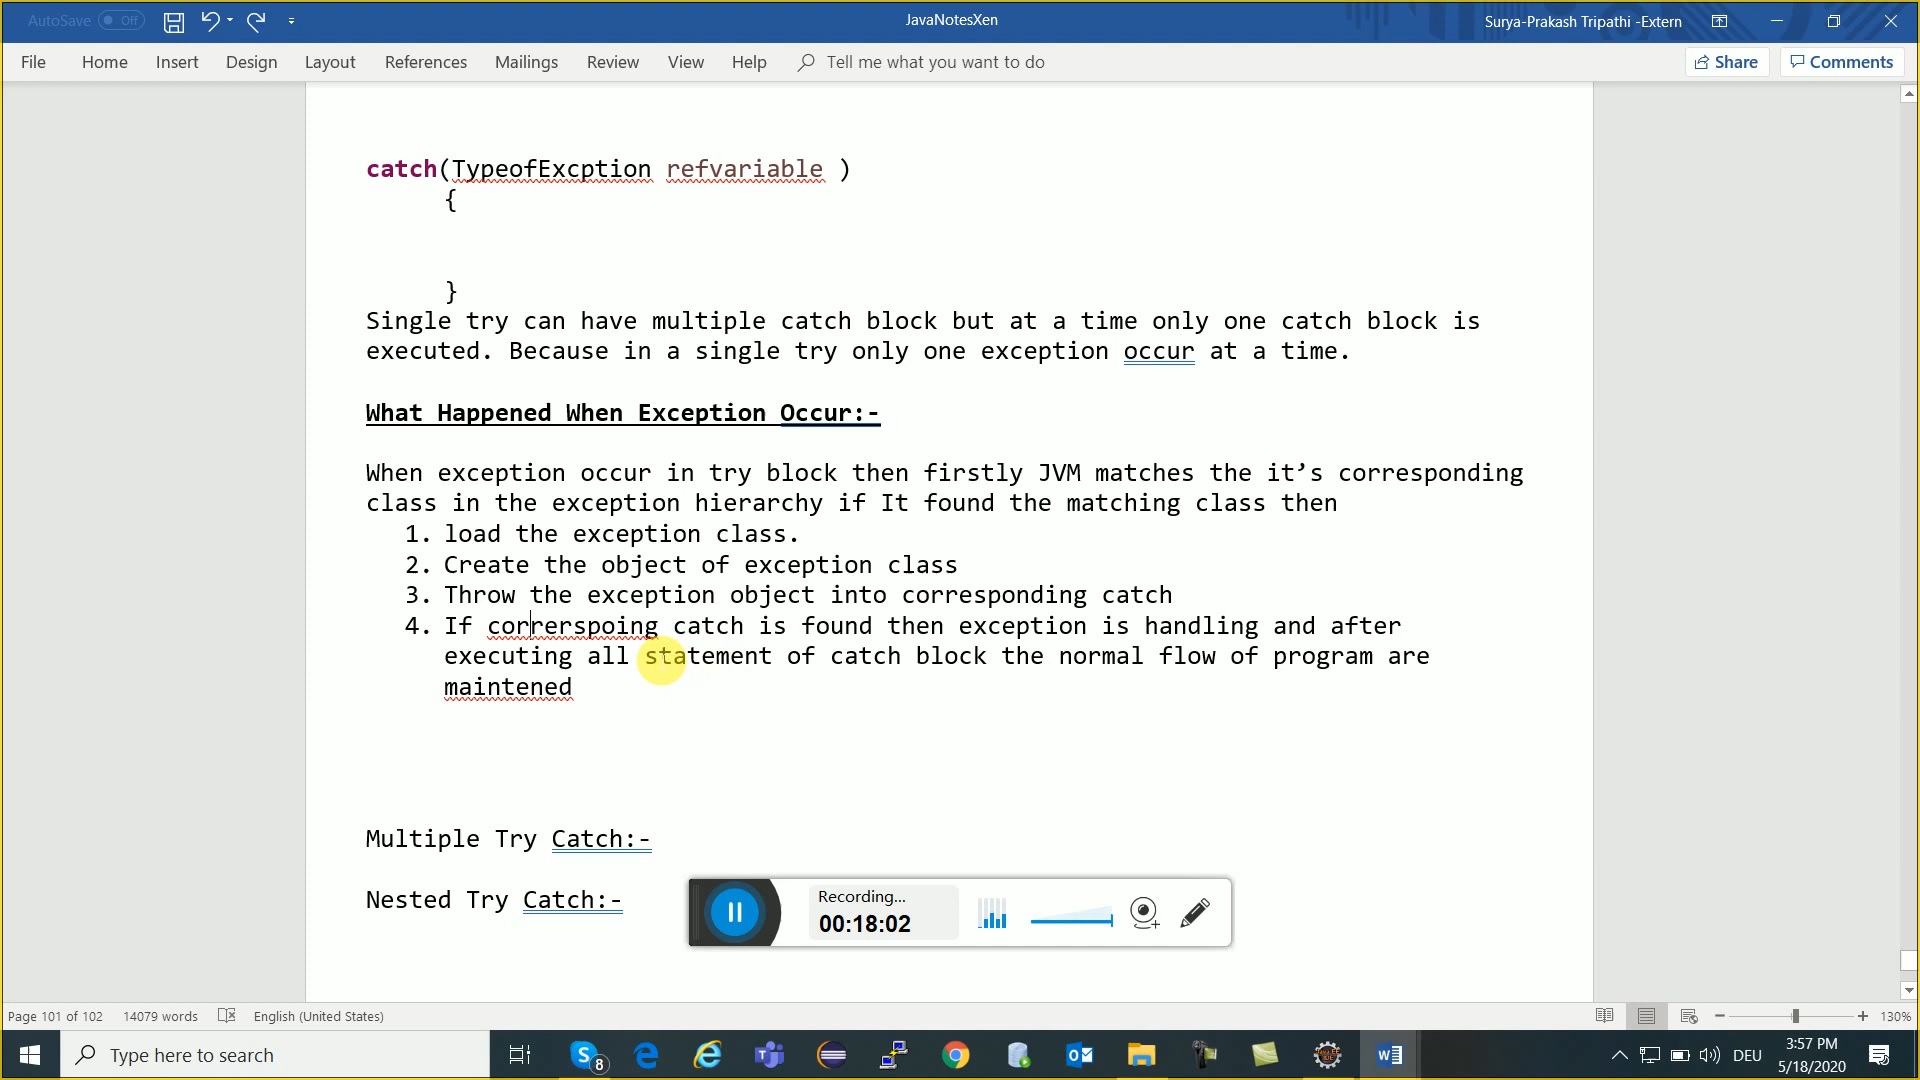 AutoSave Off JavaNotesXen Surya-Prakash Tripathi -Extern
File Home Insert Design Layout References Mailings Review View Help Tell me what you want to do Share Comments
catch(TypeofExcption refvariable )
{
}
Single try can have multiple catch block but at a time only one catch block is
executed. Because in a single try only one exception occur at a time.
What Happened When Exception Occur:-
When exception occur in try block then firstly JVM matches the it’s corresponding
class in the exception hierarchy if It found the matching class then
1. load the exception class.
2. Create the object of exception class
3. Throw the exception object into corresponding catch
4. If correrspoing catch is found then exception is handling and after
executing all statement of catch block the normal flow of program are
maintened
Multiple Try Catch:-
Nested Try Catch:-
Recording...
00:18:02
Page 101 of 102 14079 words English (United States) 130%
Type here to search 8 DEU 3:57 PM
5/18/2020